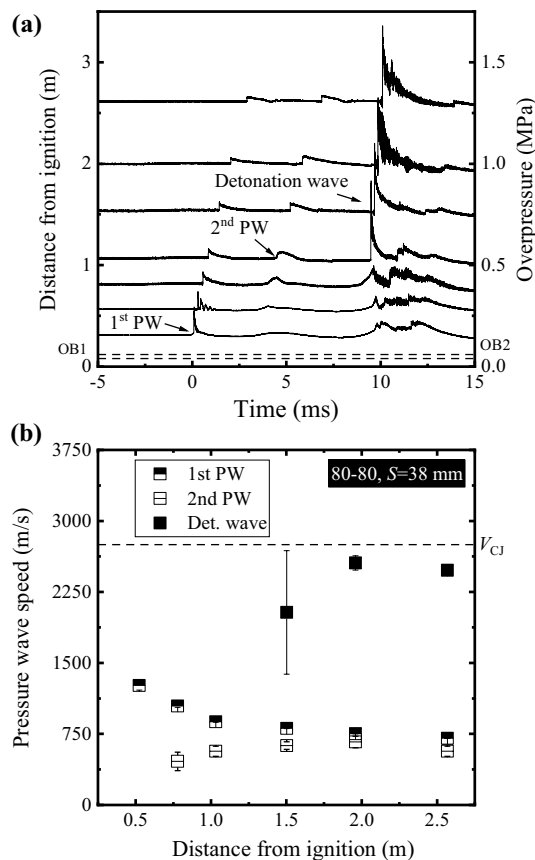 (a)
3
2
1
0
Distance from ignition (m)
1.5
1.0
0.5
0.0
Overpressure (MPa)
Detonation wave
2nd PW
1st PW
OB1
OB2
-5
0
5
10
15
Time (ms)
(b)
3750
3000
2250
1500
750
0
Pressure wave speed (m/s)
1st PW
2nd PW
Det. wave
80-80, S=38 mm
VCJ
0.5
1.0
1.5
2.0
2.5
Distance from ignition (m)